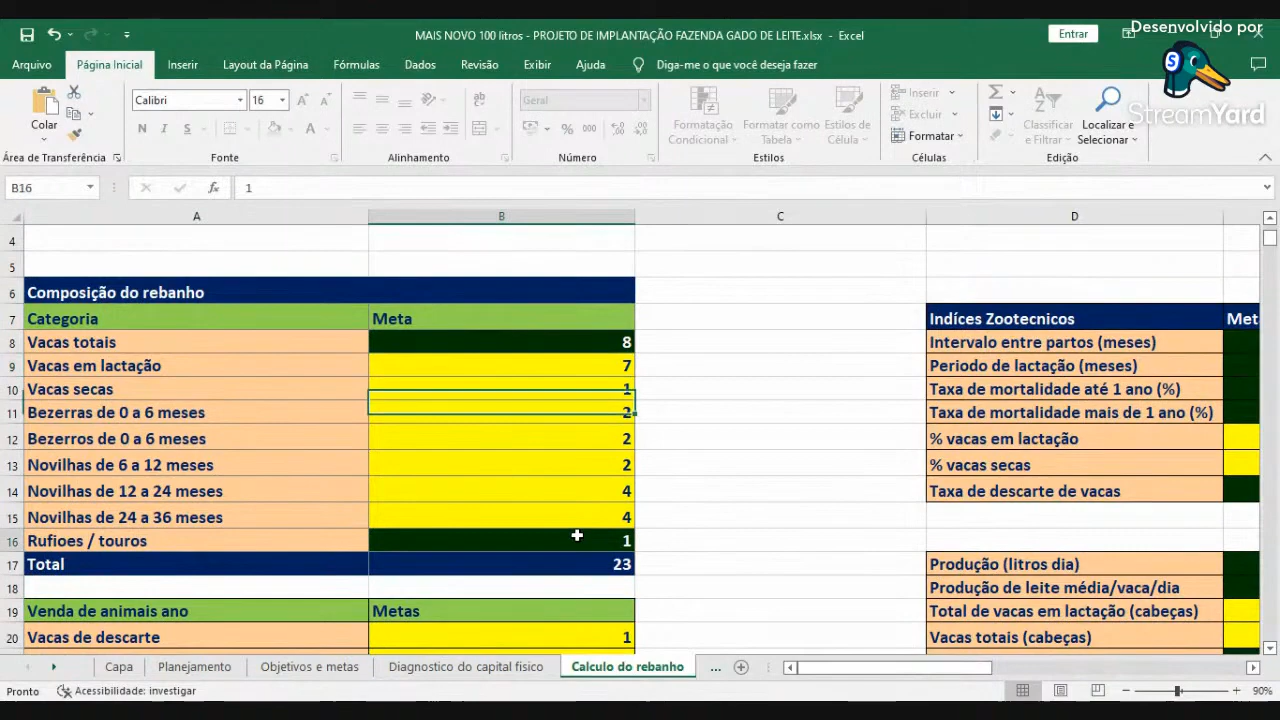 Desenvolvido por
StreamYard
MAIS NOVO 100 litros - PROJETO DE IMPLANTAÇÃO FAZENDA GADO DE LEITE.xlsx - Excel
Entrar
Arquivo Página Inicial Inserir Layout da Página Fórmulas Dados Revisão Exibir Ajuda Diga-me o que você deseja fazer
Colar
Calibri 16
N I S
Geral
% 000
Formatação Condicional
Formatar como Tabela
Estilos de Célula
Inserir
Excluir
Formatar
Classificar e Filtrar
Localizar e Selecionar
Área de Transferência Fonte Alinhamento Número Estilos Células Edição
B16 fx 1
A B C D
4
5
6 Composição do rebanho
7 Categoria Meta Indíces Zootecnicos Met
8 Vacas totais 8 Intervalo entre partos (meses)
9 Vacas em lactação 7 Periodo de lactação (meses)
10 Vacas secas 1 Taxa de mortalidade até 1 ano (%)
11 Bezerras de 0 a 6 meses 2 Taxa de mortalidade mais de 1 ano (%)
12 Bezerros de 0 a 6 meses 2 % vacas em lactação
13 Novilhas de 6 a 12 meses 2 % vacas secas
14 Novilhas de 12 a 24 meses 4 Taxa de descarte de vacas
15 Novilhas de 24 a 36 meses 4
16 Rufioes / touros 1
17 Total 23 Produção (litros dia)
18 Produção de leite média/vaca/dia
19 Venda de animais ano Metas Total de vacas em lactação (cabeças)
20 Vacas de descarte 1 Vacas totais (cabeças)
Capa Planejamento Objetivos e metas Diagnostico do capital fisico Calculo do rebanho ...
Pronto Acessibilidade: investigar 90%